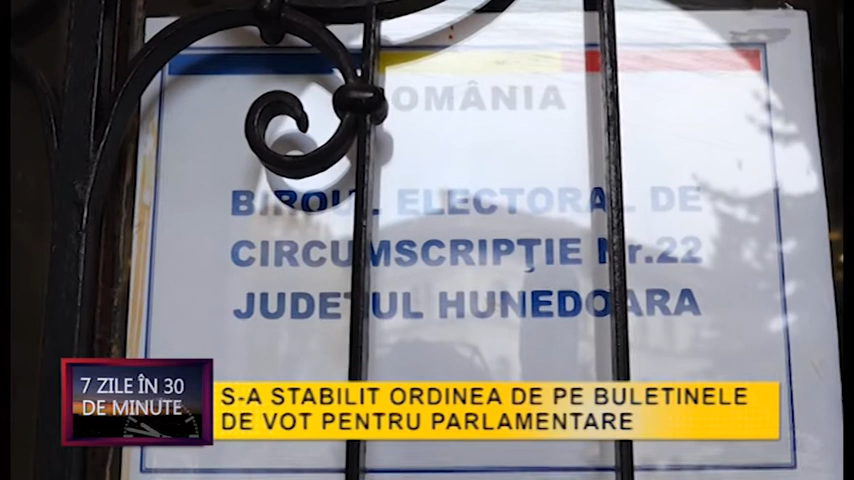 ROMÂNIA
BIROUL ELECTORAL DE
CIRCUMSCRIPŢIE Nr.22
JUDEŢUL HUNEDOARA
7 ZILE ÎN 30
DE MINUTE
S-A STABILIT ORDINEA DE PE BULETINELE
DE VOT PENTRU PARLAMENTARE